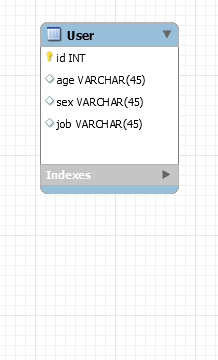 User
id INT
age VARCHAR(45)
sex VARCHAR(45)
job VARCHAR(45)
Indexes